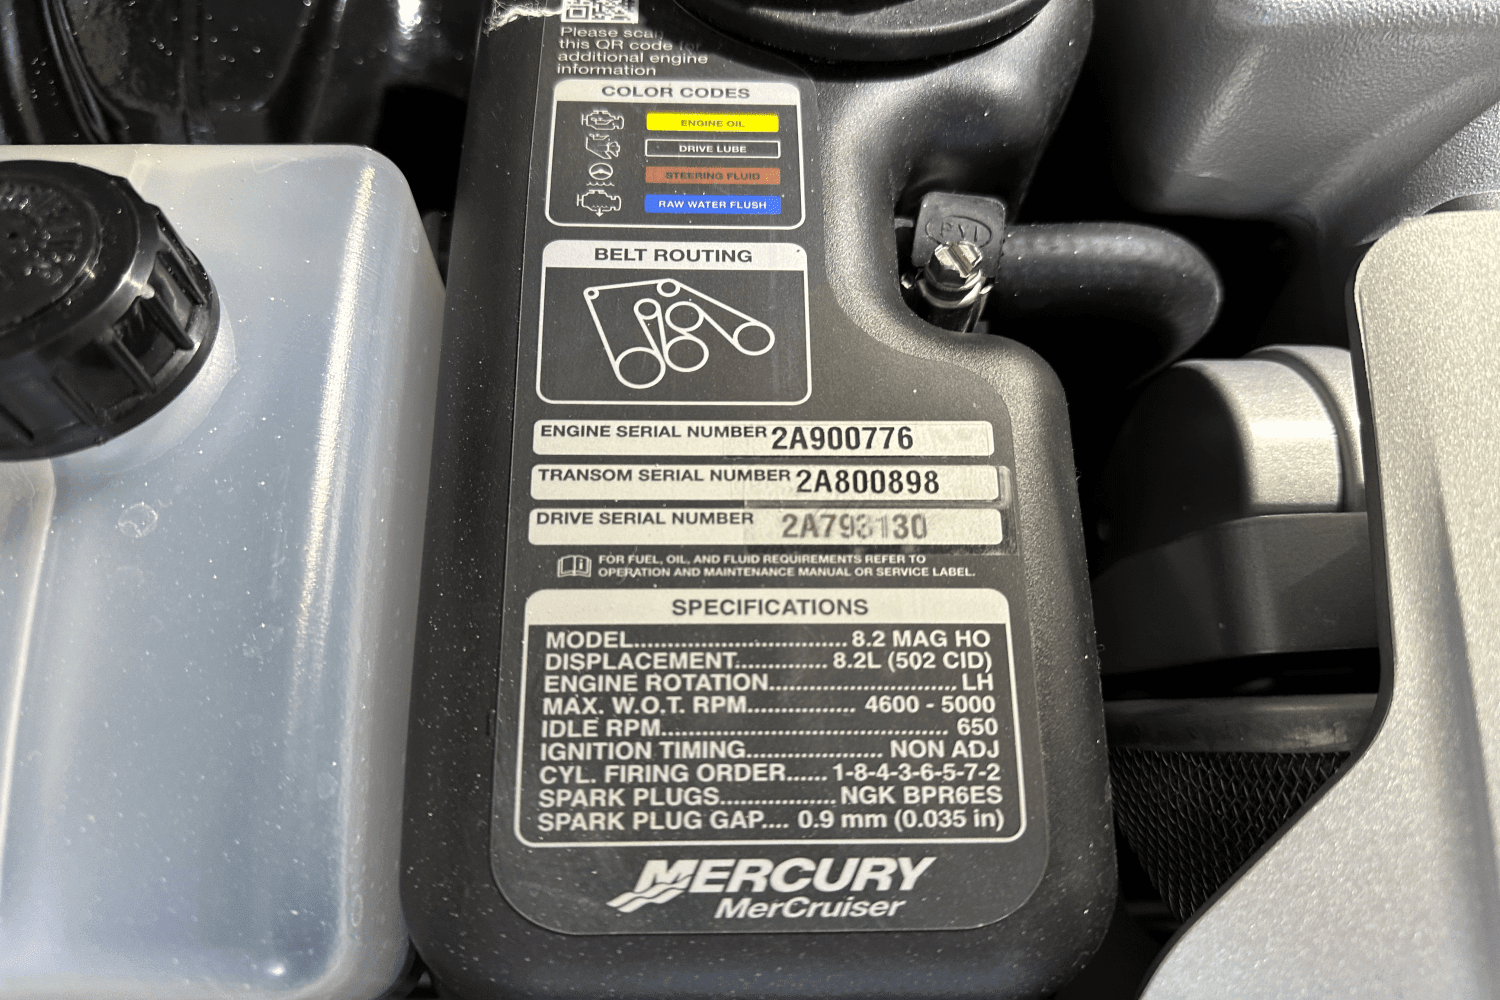 Please scan
this QR code for
additional engine
information
COLOR CODES
ENGINE OIL
DRIVE LUBE
STEERING FLUID
RAW WATER FLUSH
BELT ROUTING
ENGINE SERIAL NUMBER 2A900776
TRANSOM SERIAL NUMBER 2A800898
DRIVE SERIAL NUMBER 2A793130
FOR FUEL, OIL, AND FLUID REQUIREMENTS REFER TO
OPERATION AND MAINTENANCE MANUAL OR SERVICE LABEL.
SPECIFICATIONS
MODEL................................8.2 MAG HO
DISPLACEMENT.............. 8.2L (502 CID)
ENGINE ROTATION............................ LH
MAX. W.O.T. RPM................ 4600 - 5000
IDLE RPM........................................... 650
IGNITION TIMING.................... NON ADJ
CYL. FIRING ORDER...... 1-8-4-3-6-5-7-2
SPARK PLUGS.................NGK BPR6ES
SPARK PLUG GAP.... 0.9 mm (0.035 in)
MERCURY
MerCruiser